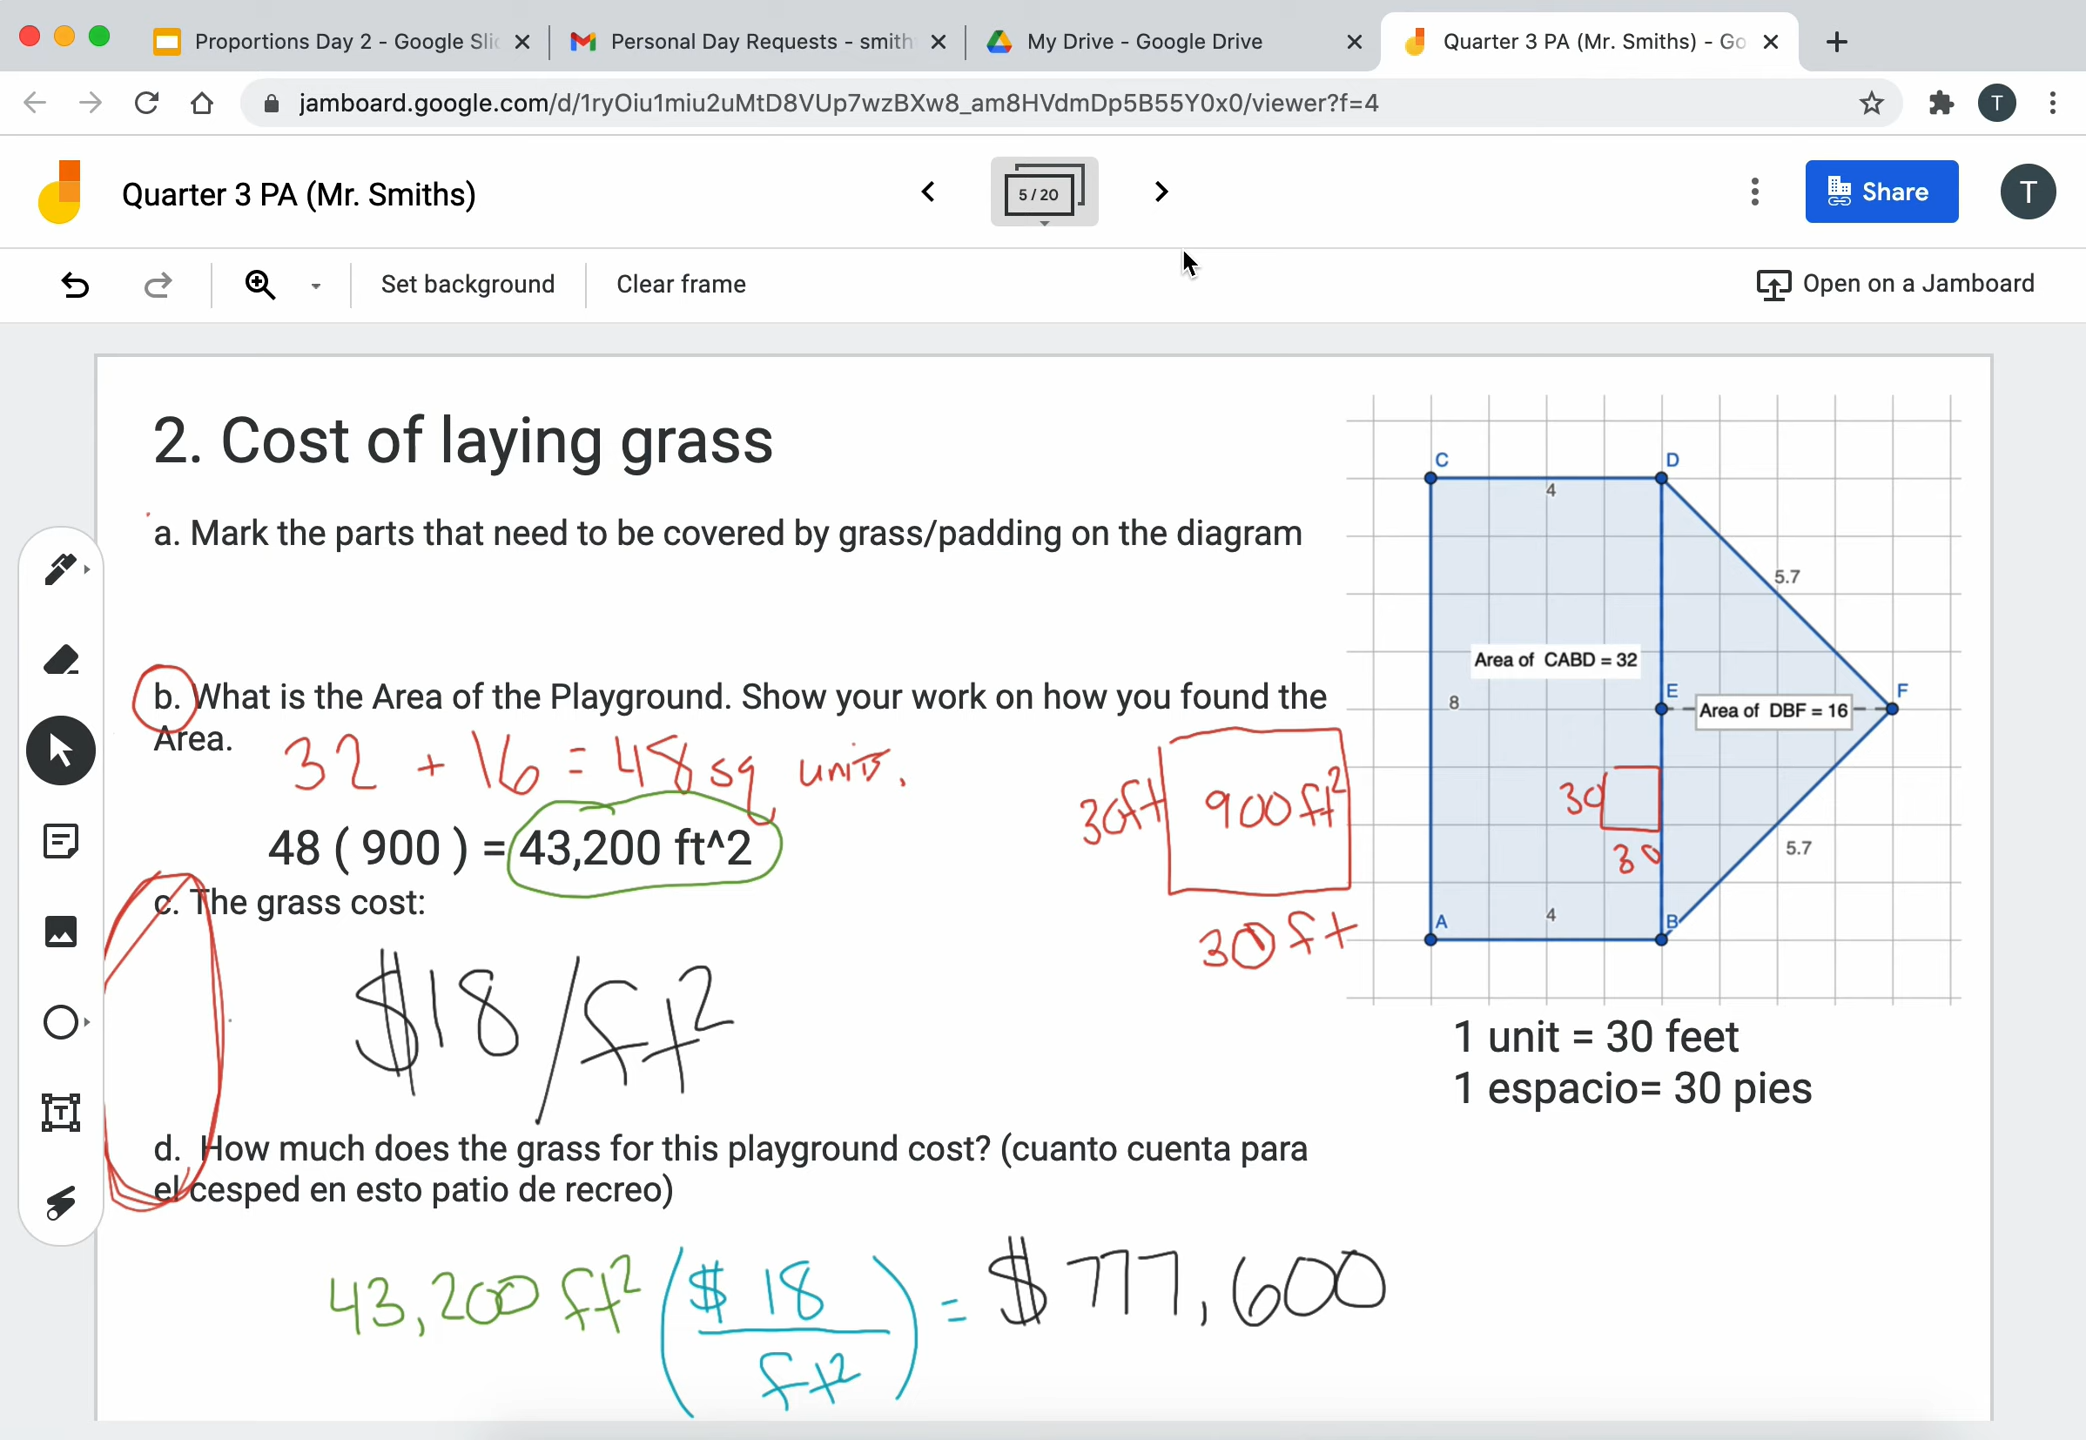 Proportions Day 2 - Google Slic
Personal Day Requests - smith
My Drive - Google Drive
Quarter 3 PA (Mr. Smiths) - Go
jamboard.google.com/d/1ryOiu1miu2uMtD8VUp7wzBXw8_am8HVdmDp5B55Y0x0/viewer?f=4
T
Quarter 3 PA (Mr. Smiths)
5 / 20
Share
T
Set background
Clear frame
Open on a Jamboard
2. Cost of laying grass
a. Mark the parts that need to be covered by grass/padding on the diagram
b. What is the Area of the Playground. Show your work on how you found the
Area.
32 + 16 = 48 sq units.
48 ( 900 ) = 43,200 ft^2
30ft
900 ft²
30 ft
c. The grass cost:
$18/ft²
d. How much does the grass for this playground cost? (cuanto cuenta para
el cesped en esto patio de recreo)
43,200 ft² ($ 18 / ft²) = $ 777,600
C
D
4
5.7
Area of CABD = 32
8
E
F
Area of DBF = 16
30
30
5.7
A
4
B
1 unit = 30 feet
1 espacio= 30 pies